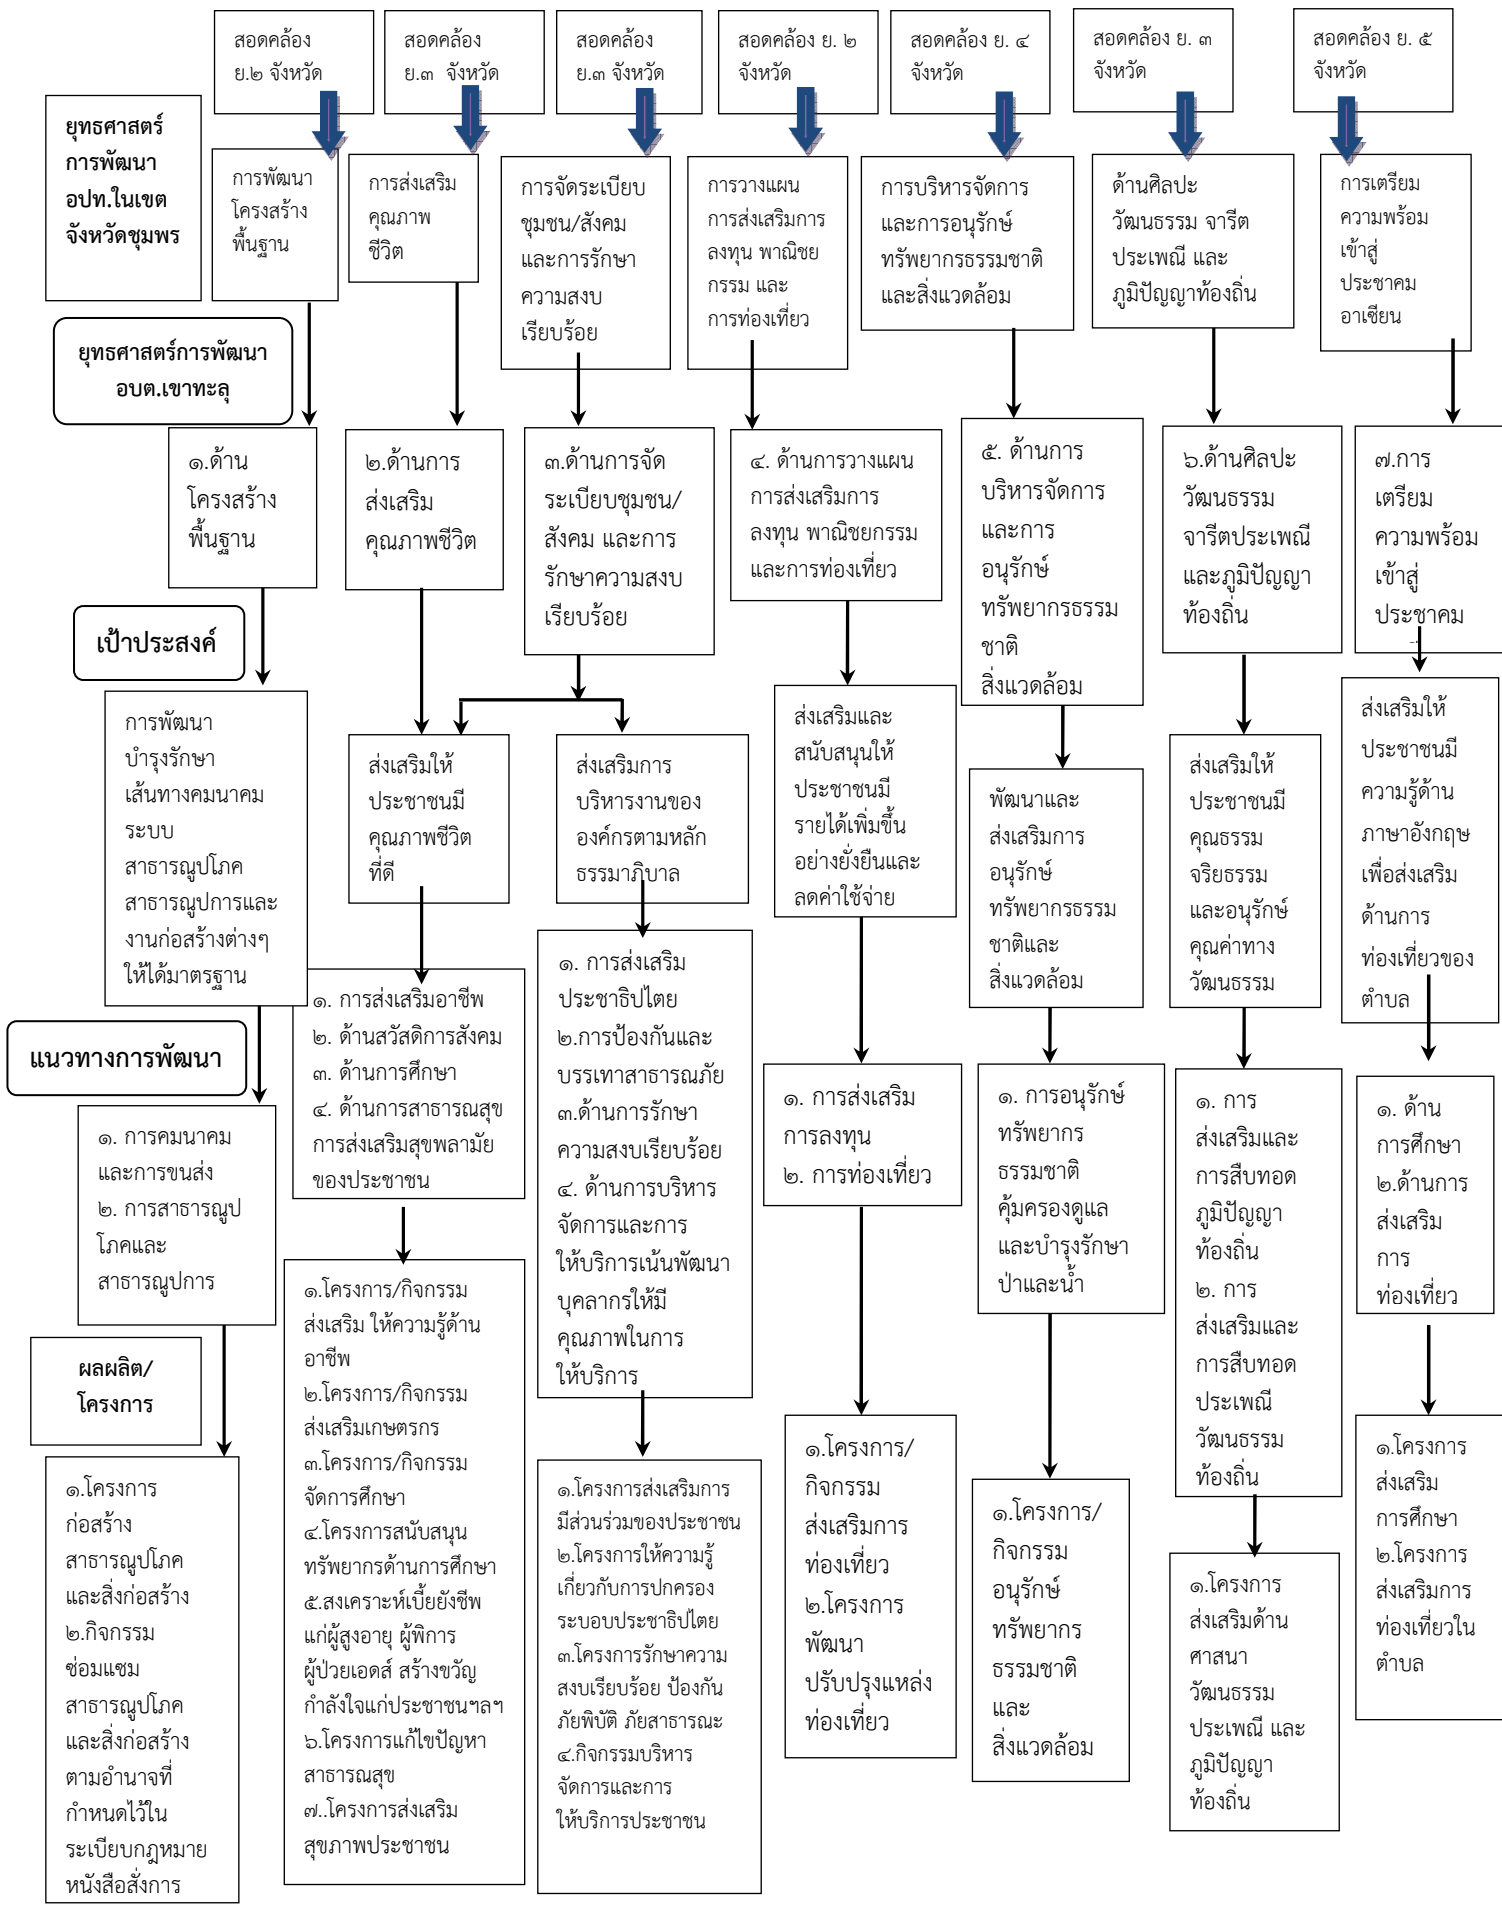 สอดคล้อง
ย.๒ จังหวัด
สอดคล้อง
ย.๓ จังหวัด
สอดคล้อง
ย.๓ จังหวัด
สอดคล้อง ย. ๒
จังหวัด
สอดคล้อง ย. ๔
จังหวัด
สอดคล้อง ย. ๓
จังหวัด
สอดคล้อง ย. ๕
จังหวัด
ยุทธศาสตร์
การพัฒนา
อปท.ในเขต
จังหวัดชุมพร
การพัฒนา
โครงสร้าง
พื้นฐาน
การส่งเสริม
คุณภาพ
ชีวิต
การจัดระเบียบ
ชุมชน/สังคม
และการรักษา
ความสงบ
เรียบร้อย
การวางแผน
การส่งเสริมการ
ลงทุน พาณิชย
กรรม และ
การท่องเที่ยว
การบริหารจัดการ
และการอนุรักษ์
ทรัพยากรธรรมชาติ
และสิ่งแวดล้อม
ด้านศิลปะ
วัฒนธรรม จารีต
ประเพณี และ
ภูมิปัญญาท้องถิ่น
การเตรียม
ความพร้อม
เข้าสู่
ประชาคม
อาเซียน
ยุทธศาสตร์การพัฒนา
อบต.เขาทะลุ
๑.ด้าน
โครงสร้าง
พื้นฐาน
๒.ด้านการ
ส่งเสริม
คุณภาพชีวิต
๓.ด้านการจัด
ระเบียบชุมชน/
สังคม และการ
รักษาความสงบ
เรียบร้อย
๔. ด้านการวางแผน
การส่งเสริมการ
ลงทุน พาณิชยกรรม
และการท่องเที่ยว
๕. ด้านการ
บริหารจัดการ
และการ
อนุรักษ์
ทรัพยากรธรรม
ชาติ
สิ่งแวดล้อม
๖.ด้านศิลปะ
วัฒนธรรม
จารีตประเพณี
และภูมิปัญญา
ท้องถิ่น
๗.การ
เตรียม
ความพร้อม
เข้าสู่
ประชาคม
เป้าประสงค์
การพัฒนา
บำรุงรักษา
เส้นทางคมนาคม
ระบบ
สาธารณูปโภค
สาธารณูปการและ
งานก่อสร้างต่างๆ
ให้ได้มาตรฐาน
ส่งเสริมให้
ประชาชนมี
คุณภาพชีวิต
ที่ดี
ส่งเสริมการ
บริหารงานของ
องค์กรตามหลัก
ธรรมาภิบาล
ส่งเสริมและ
สนับสนุนให้
ประชาชนมี
รายได้เพิ่มขึ้น
อย่างยั่งยืนและ
ลดค่าใช้จ่าย
พัฒนาและ
ส่งเสริมการ
อนุรักษ์
ทรัพยากรธรรม
ชาติและ
สิ่งแวดล้อม
ส่งเสริมให้
ประชาชนมี
คุณธรรม
จริยธรรม
และอนุรักษ์
คุณค่าทาง
วัฒนธรรม
ส่งเสริมให้
ประชาชนมี
ความรู้ด้าน
ภาษาอังกฤษ
เพื่อส่งเสริม
ด้านการ
ท่องเที่ยวของ
ตำบล
แนวทางการพัฒนา
๑. การคมนาคม
และการขนส่ง
๒. การสาธารณูป
โภคและ
สาธารณูปการ
๑. การส่งเสริมอาชีพ
๒. ด้านสวัสดิการสังคม
๓. ด้านการศึกษา
๔. ด้านการสาธารณสุข
การส่งเสริมสุขพลามัย
ของประชาชน
๑. การส่งเสริม
ประชาธิปไตย
๒.การป้องกันและ
บรรเทาสาธารณภัย
๓.ด้านการรักษา
ความสงบเรียบร้อย
๔. ด้านการบริหาร
จัดการและการ
ให้บริการเน้นพัฒนา
บุคลากรให้มี
คุณภาพในการ
ให้บริการ
๑. การส่งเสริม
การลงทุน
๒. การท่องเที่ยว
๑. การอนุรักษ์
ทรัพยากร
ธรรมชาติ
คุ้มครองดูแล
และบำรุงรักษา
ป่าและน้ำ
๑. การ
ส่งเสริมและ
การสืบทอด
ภูมิปัญญา
ท้องถิ่น
๒. การ
ส่งเสริมและ
การสืบทอด
ประเพณี
วัฒนธรรม
ท้องถิ่น
๑. ด้าน
การศึกษา
๒.ด้านการ
ส่งเสริม
การ
ท่องเที่ยว
ผลผลิต/
โครงการ
๑.โครงการ
ก่อสร้าง
สาธารณูปโภค
และสิ่งก่อสร้าง
๒.กิจกรรม
ซ่อมแซม
สาธารณูปโภค
และสิ่งก่อสร้าง
ตามอำนาจที่
กำหนดไว้ใน
ระเบียบกฎหมาย
หนังสือสั่งการ
๑.โครงการ/กิจกรรม
ส่งเสริม ให้ความรู้ด้าน
อาชีพ
๒.โครงการ/กิจกรรม
ส่งเสริมเกษตรกร
๓.โครงการ/กิจกรรม
จัดการศึกษา
๔.โครงการสนับสนุน
ทรัพยากรด้านการศึกษา
๕.สงเคราะห์เบี้ยยังชีพ
แก่ผู้สูงอายุ ผู้พิการ
ผู้ป่วยเอดส์ สร้างขวัญ
กำลังใจแก่ประชาชนฯลฯ
๖.โครงการแก้ไขปัญหา
สาธารณสุข
๗..โครงการส่งเสริม
สุขภาพประชาชน
๑.โครงการส่งเสริมการ
มีส่วนร่วมของประชาชน
๒.โครงการให้ความรู้
เกี่ยวกับการปกครอง
ระบอบประชาธิปไตย
๓.โครงการรักษาความ
สงบเรียบร้อย ป้องกัน
ภัยพิบัติ ภัยสาธารณะ
๔.กิจกรรมบริหาร
จัดการและการ
ให้บริการประชาชน
๑.โครงการ/
กิจกรรม
ส่งเสริมการ
ท่องเที่ยว
๒.โครงการ
พัฒนา
ปรับปรุงแหล่ง
ท่องเที่ยว
๑.โครงการ/
กิจกรรม
อนุรักษ์
ทรัพยากร
ธรรมชาติ
และ
สิ่งแวดล้อม
๑.โครงการ
ส่งเสริมด้าน
ศาสนา
วัฒนธรรม
ประเพณี และ
ภูมิปัญญา
ท้องถิ่น
๑.โครงการ
ส่งเสริม
การศึกษา
๒.โครงการ
ส่งเสริมการ
ท่องเที่ยวใน
ตำบล